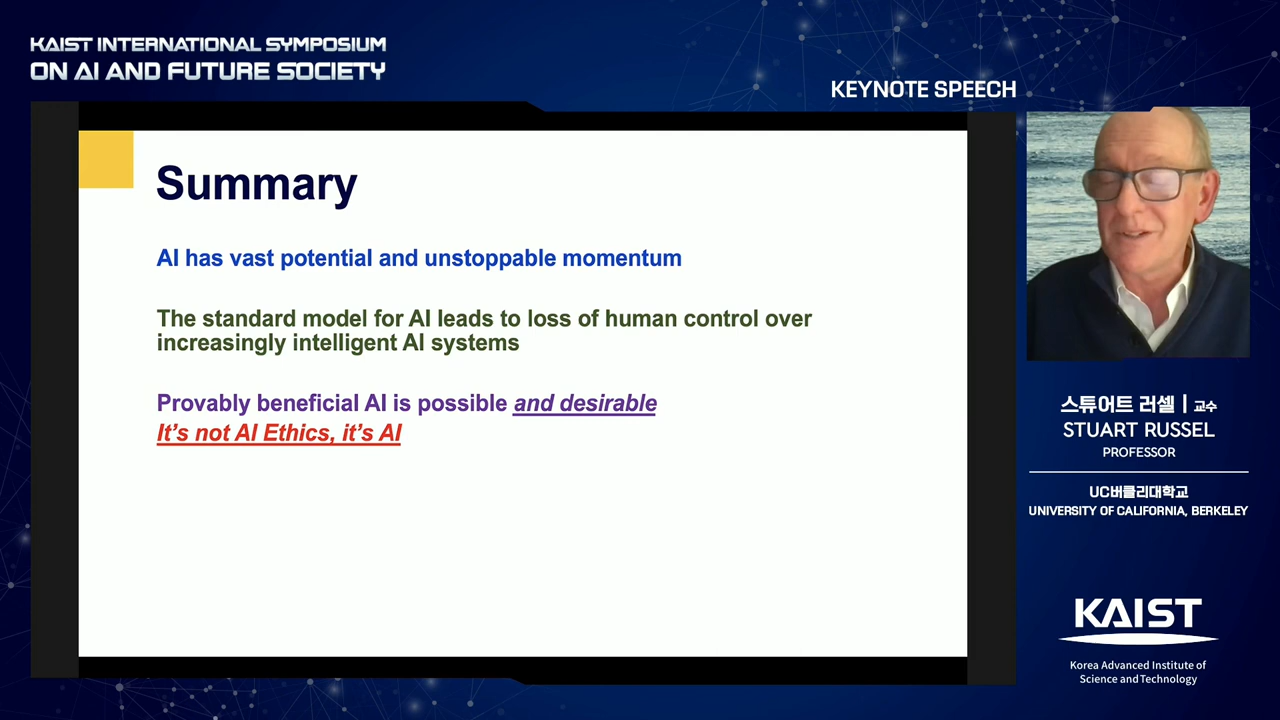 KAIST INTERNATIONAL SYMPOSIUM
ON AI AND FUTURE SOCIETY
KEYNOTE SPEECH
Summary
AI has vast potential and unstoppable momentum
The standard model for AI leads to loss of human control over
increasingly intelligent AI systems
Provably beneficial AI is possible and desirable
It's not AI Ethics, it's AI
스튜어트 러셀 | 교수
STUART RUSSEL
PROFESSOR
UC버클리대학교
UNIVERSITY OF CALIFORNIA, BERKELEY
KAIST
Korea Advanced Institute of
Science and Technology